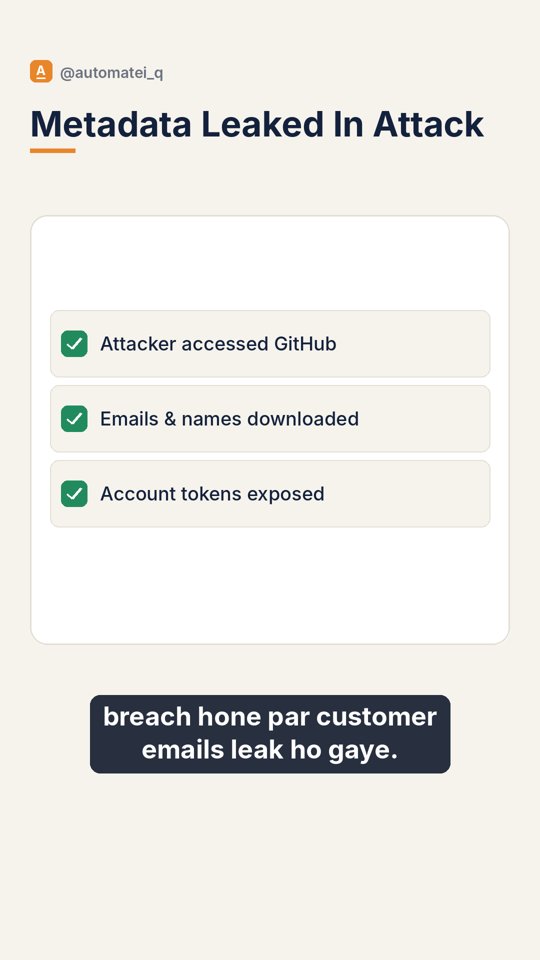 A
@automatei_q
Metadata Leaked In Attack
Attacker accessed GitHub
Emails & names downloaded
Account tokens exposed
breach hone par customer
emails leak ho gaye.